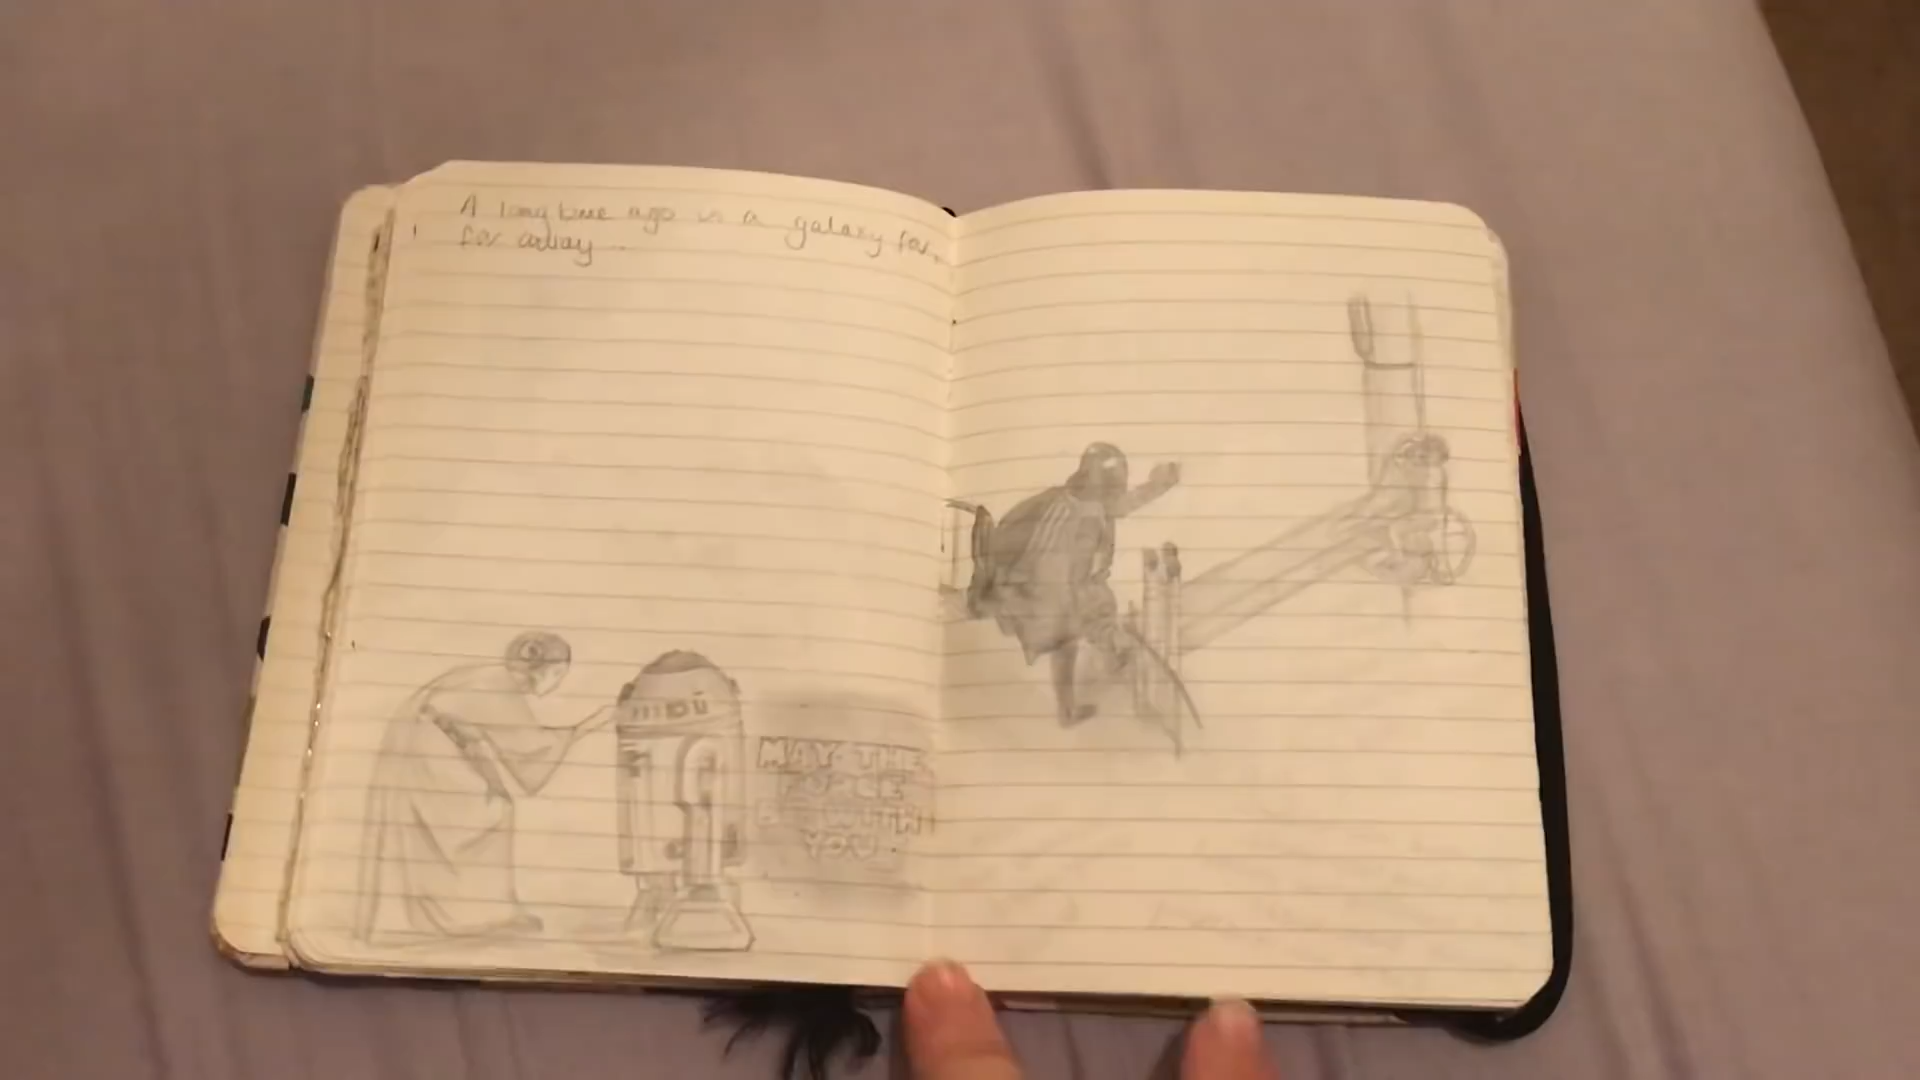 A long time ago in a galaxy far,
far away
MAY THE
FORCE
BE WITH
YOU